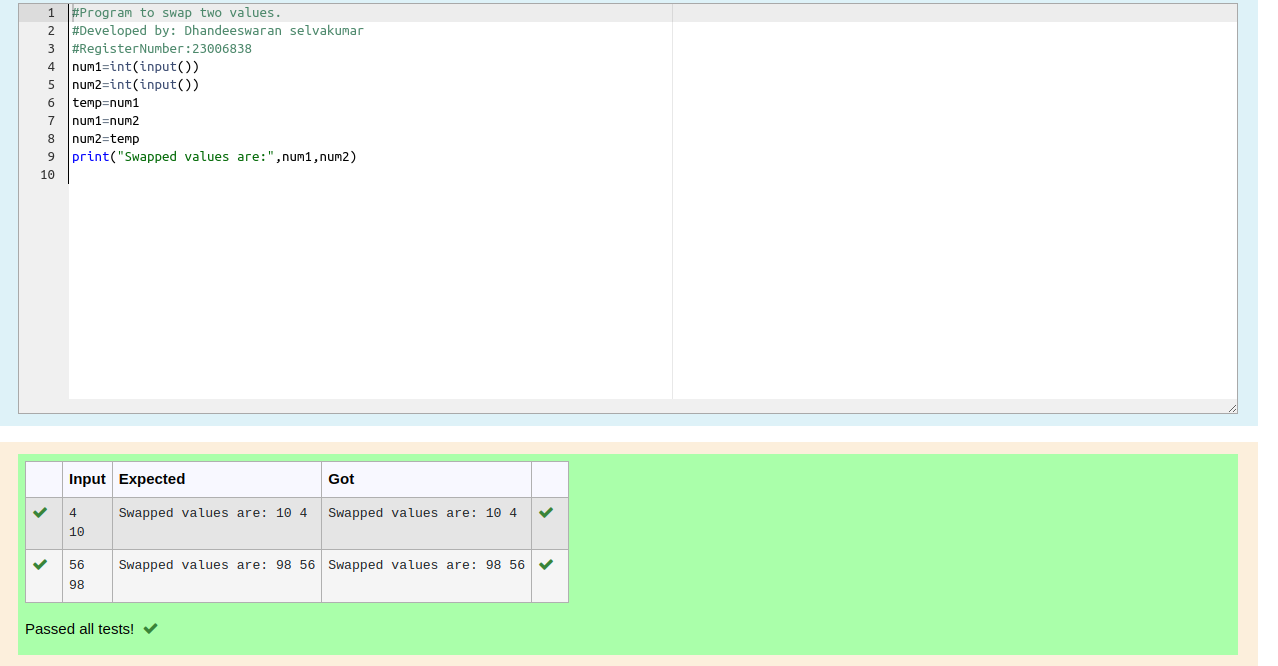 1 #Program to swap two values.
2 #Developed by: Dhandeeswaran selvakumar
3 #RegisterNumber:23006838
4 num1=int(input())
5 num2=int(input())
6 temp=num1
7 num1=num2
8 num2=temp
9 print("Swapped values are:",num1,num2)
10
Input Expected Got
4 Swapped values are: 10 4 Swapped values are: 10 4
10
56 Swapped values are: 98 56 Swapped values are: 98 56
98
Passed all tests!